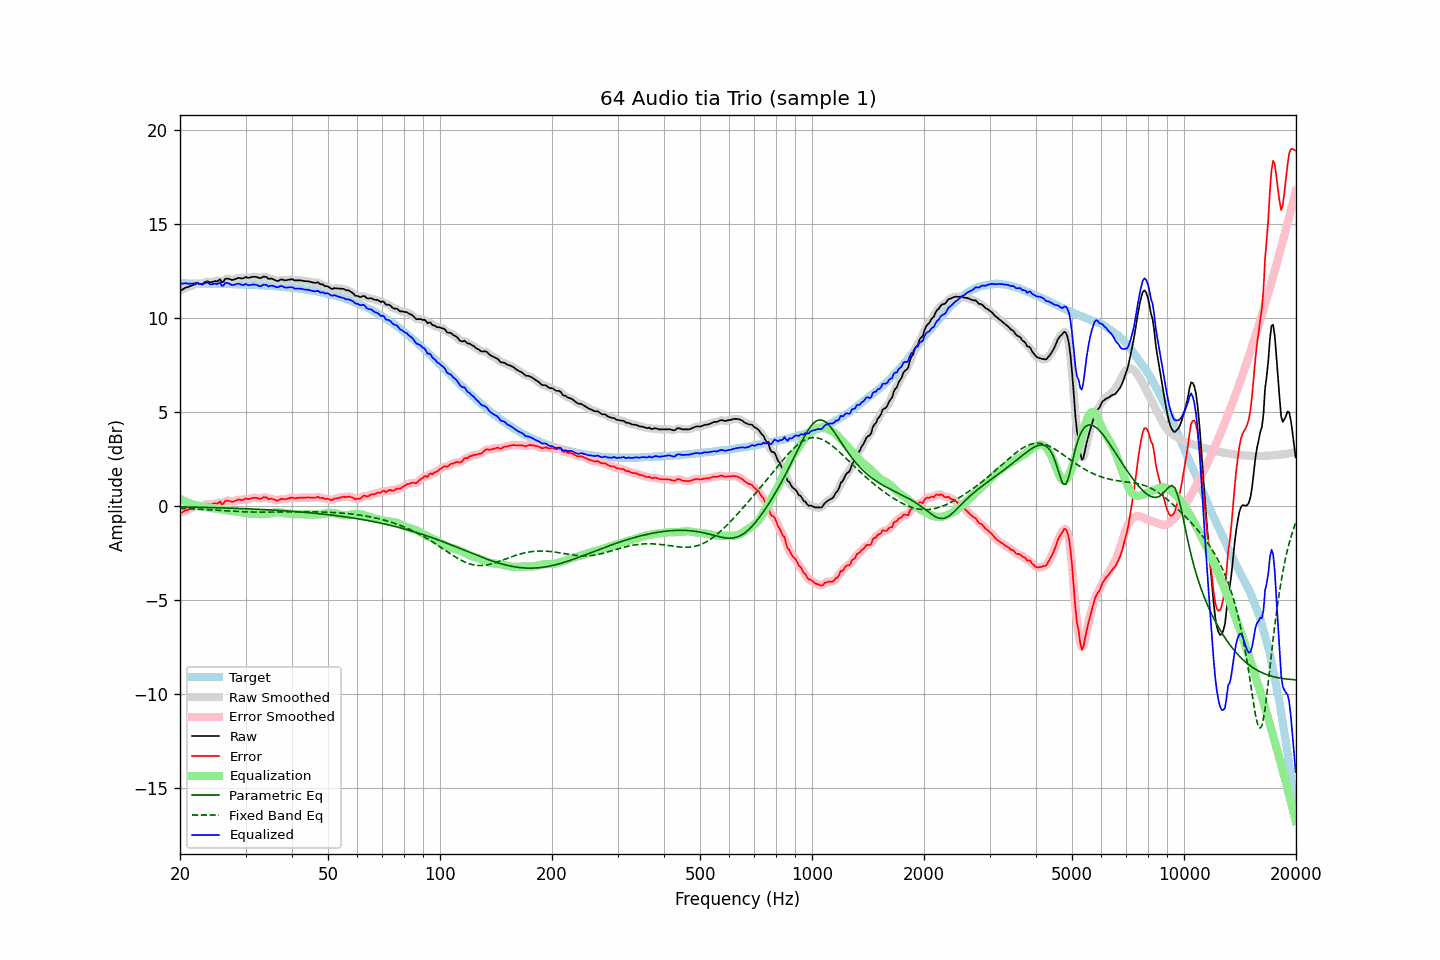 64 Audio tia Trio (sample 1)
20
15
10
5
0
−5
−10
−15
Amplitude (dBr)
Target
Raw Smoothed
Error Smoothed
Raw
Error
Equalization
Parametric Eq
Fixed Band Eq
Equalized
20 50 100 200 500 1000 2000 5000 10000 20000
Frequency (Hz)